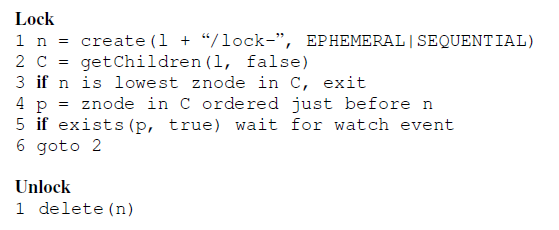 Lock
1 n = create(l + “/lock-”, EPHEMERAL|SEQUENTIAL)
2 C = getChildren(l, false)
3 if n is lowest znode in C, exit
4 p = znode in C ordered just before n
5 if exists(p, true) wait for watch event
6 goto 2
Unlock
1 delete(n)